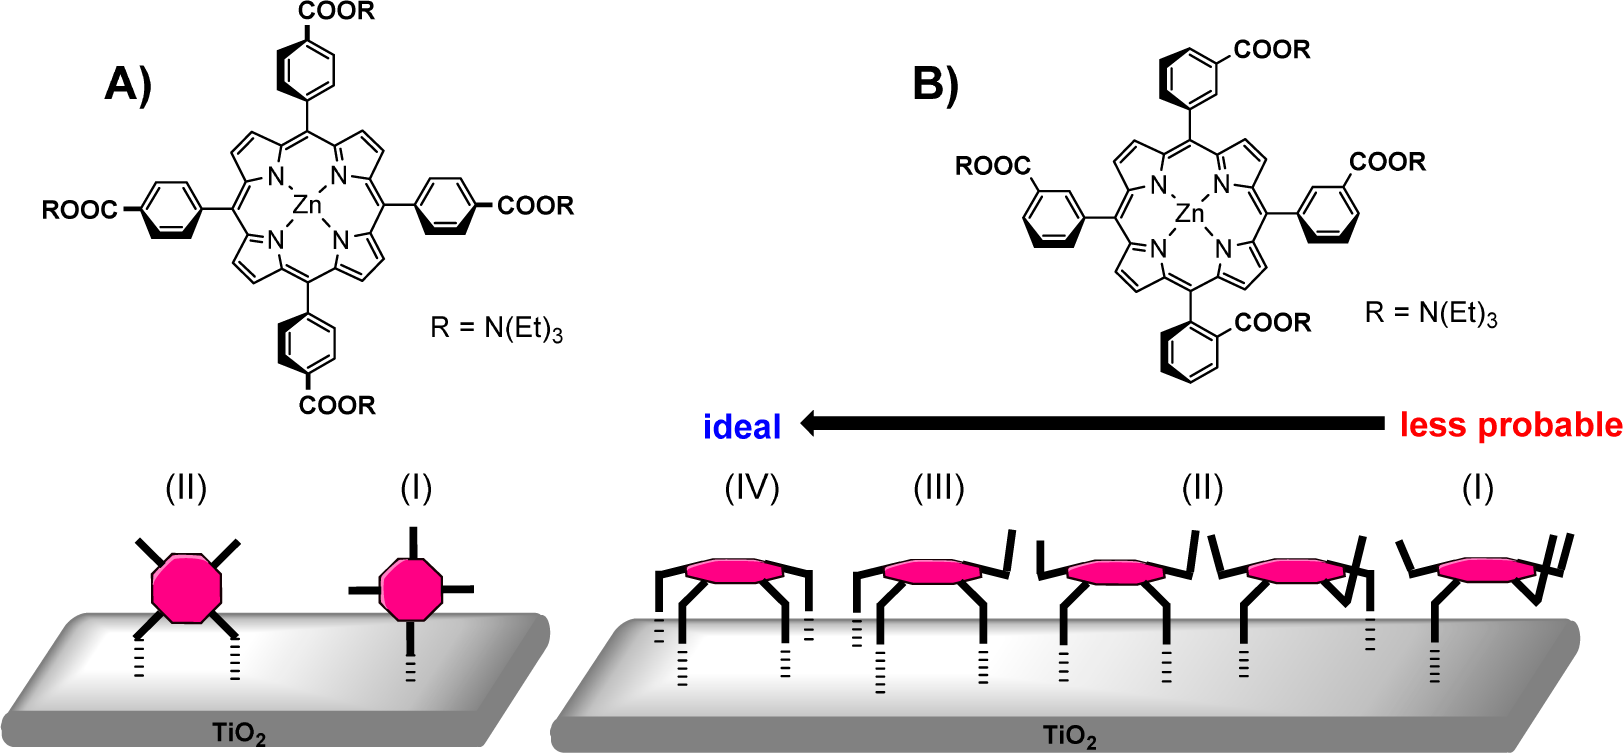 A)
COOR
ROOC
COOR
N
N
Zn
N
N
COOR
R = N(Et)3
B)
COOR
ROOC
COOR
N
N
Zn
N
N
COOR
R = N(Et)3
ideal
less probable
(II)
(I)
(IV)
(III)
(II)
(I)
TiO2
TiO2